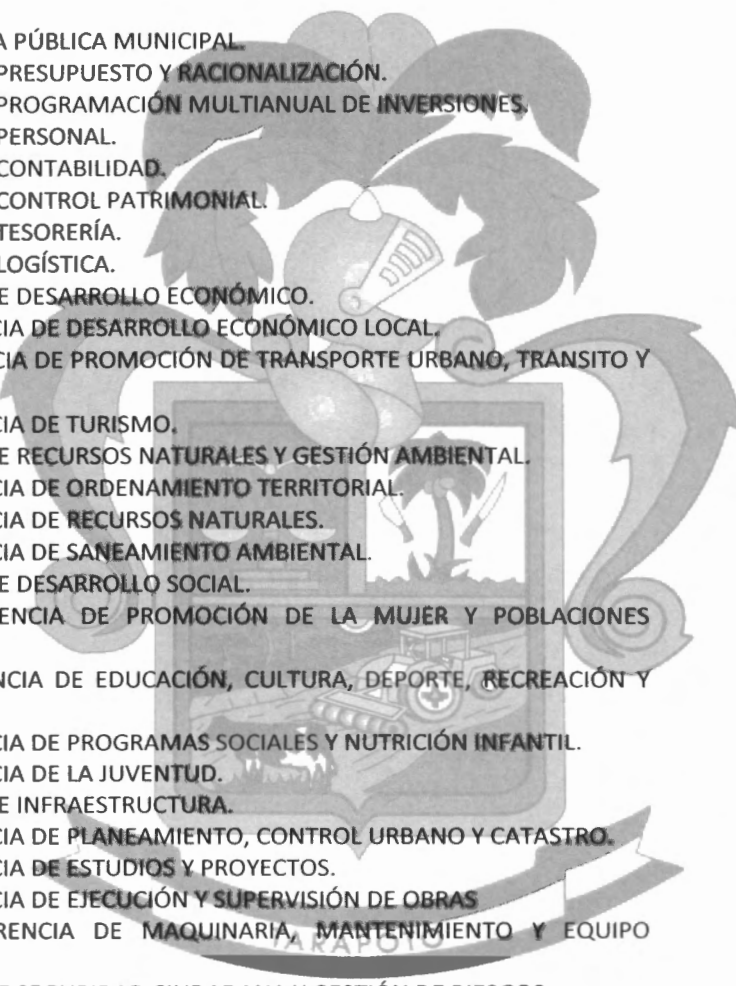 A PÚBLICA MUNICIPAL.
PRESUPUESTO Y RACIONALIZACIÓN.
PROGRAMACIÓN MULTIANUAL DE INVERSIONES.
PERSONAL.
CONTABILIDAD.
CONTROL PATRIMONIAL.
TESORERÍA.
LOGÍSTICA.
E DESARROLLO ECONÓMICO.
CIA DE DESARROLLO ECONÓMICO LOCAL.
CIA DE PROMOCIÓN DE TRANSPORTE URBANO, TRANSITO Y
CIA DE TURISMO.
E RECURSOS NATURALES Y GESTIÓN AMBIENTAL.
CIA DE ORDENAMIENTO TERRITORIAL.
CIA DE RECURSOS NATURALES.
CIA DE SANEAMIENTO AMBIENTAL.
E DESARROLLO SOCIAL.
ENCIA DE PROMOCIÓN DE LA MUJER Y POBLACIONES
NCIA DE EDUCACIÓN, CULTURA, DEPORTE, RECREACIÓN Y
CIA DE PROGRAMAS SOCIALES Y NUTRICIÓN INFANTIL.
CIA DE LA JUVENTUD.
E INFRAESTRUCTURA.
CIA DE PLANEAMIENTO, CONTROL URBANO Y CATASTRO.
CIA DE ESTUDIOS Y PROYECTOS.
CIA DE EJECUCIÓN Y SUPERVISIÓN DE OBRAS
RENCIA DE MAQUINARIA, MANTENIMIENTO Y EQUIPO
TARAPOTO